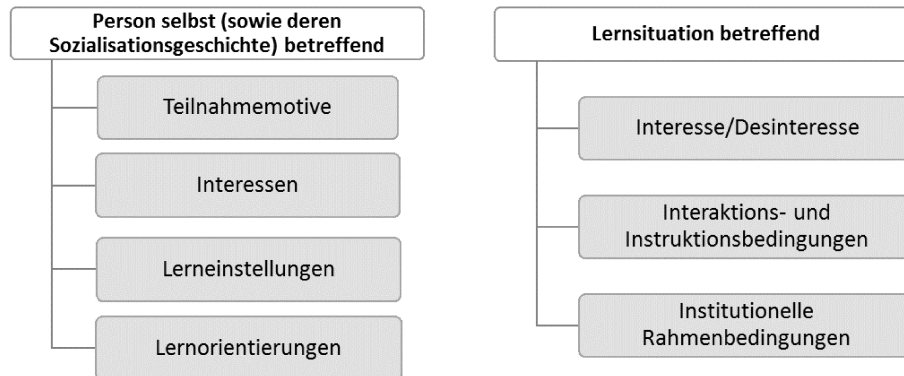 Person selbst (sowie deren
Sozialisationsgeschichte) betreffend
Teilnahmemotive
Interessen
Lerneinstellungen
Lernorientierungen
Lernsituation betreffend
Interesse/Desinteresse
Interaktions- und
Instruktionsbedingungen
Institutionelle
Rahmenbedingungen